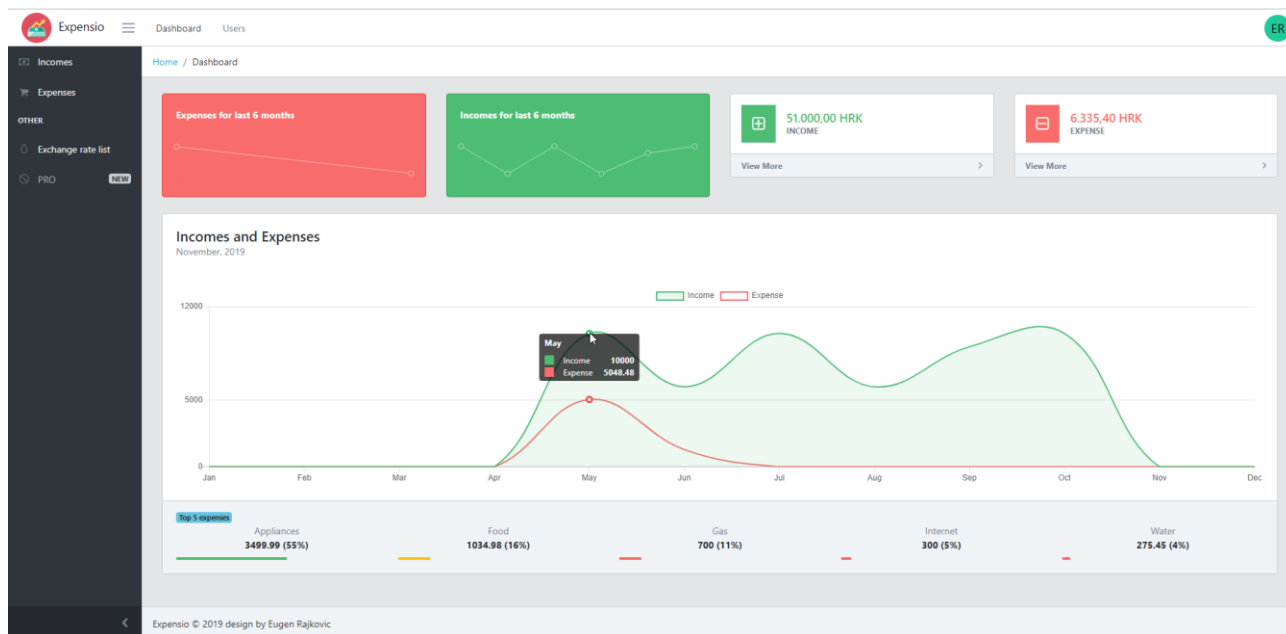 Expensio Dashboard Users ER
Incomes
Expenses
OTHER
Exchange rate list
PRO NEW
Home / Dashboard
Expenses for last 6 months
Incomes for last 6 months
51.000,00 HRK
INCOME
View More
6.335,40 HRK
EXPENSE
View More
Incomes and Expenses
November, 2019
Income Expense
12000
5000
0
May
Income 10000
Expense 5048.48
Jan Feb Mar Apr May Jun Jul Aug Sep Oct Nov Dec
Top 5 expenses
Appliances
3499.99 (55%)
Food
1034.98 (16%)
Gas
700 (11%)
Internet
300 (5%)
Water
275.45 (4%)
Expensio © 2019 design by Eugen Rajkovic